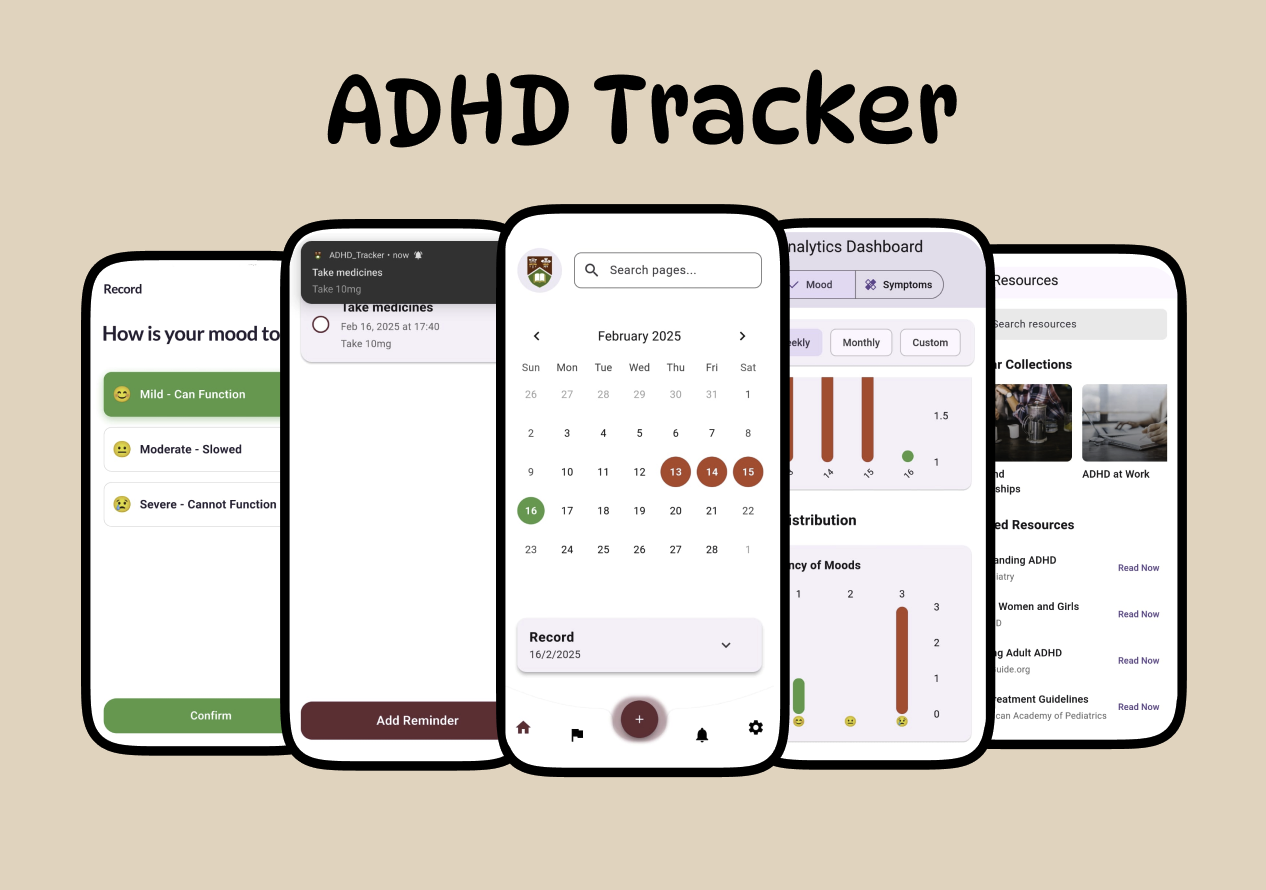 ADHD Tracker
Record
How is your mood to
😊 Mild - Can Function
😐 Moderate - Slowed
😢 Severe - Cannot Function
Confirm
ADHD_Tracker • now
Take medicines
Take 10mg
Take medicines
Feb 16, 2025 at 17:40
Take 10mg
Add Reminder
Search pages...
February 2025
Sun Mon Tue Wed Thu Fri Sat
26 27 28 29 30 31 1
2 3 4 5 6 7 8
9 10 11 12 13 14 15
16 17 18 19 20 21 22
23 24 25 26 27 28 1
Record
16/2/2025
nalytics Dashboard
Mood Symptoms
ekly Monthly Custom
1.5
1
14 15 16
istribution
ncy of Moods
1 2 3
3
2
1
0
Resources
Search resources
r Collections
nd
ships
ADHD at Work
ed Resources
anding ADHD
iatry
Read Now
Women and Girls
D
Read Now
g Adult ADHD
uide.org
Read Now
reatment Guidelines
can Academy of Pediatrics
Read Now